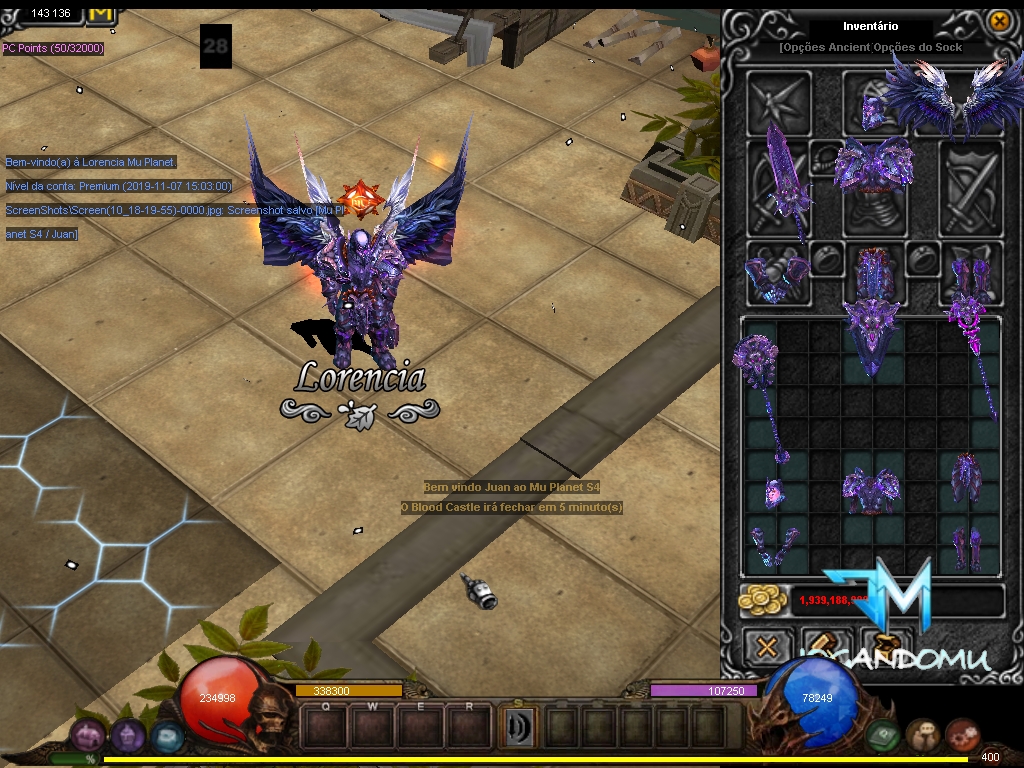 143 136
M
PC Points (50/32000)
28
Inventário
[Opções Ancient Opções do Sock
Bem-vindo(a) á Lorencia Mu Planet
Nível da conta: Premium (2019-11-07 15:03:00)
ScreenShots\Screen(10_18-19-55)-0000.jpg: Screenshot salvo [Mu Pl
anet S4 / Juan]
Lorencia
Bem vindo Juan ao Mu Planet S4
O Blood Castle irá fechar em 5 minuto(s)
JM
JOGANDOMU
234998
338300
107250
78249
Q W E R
%
400